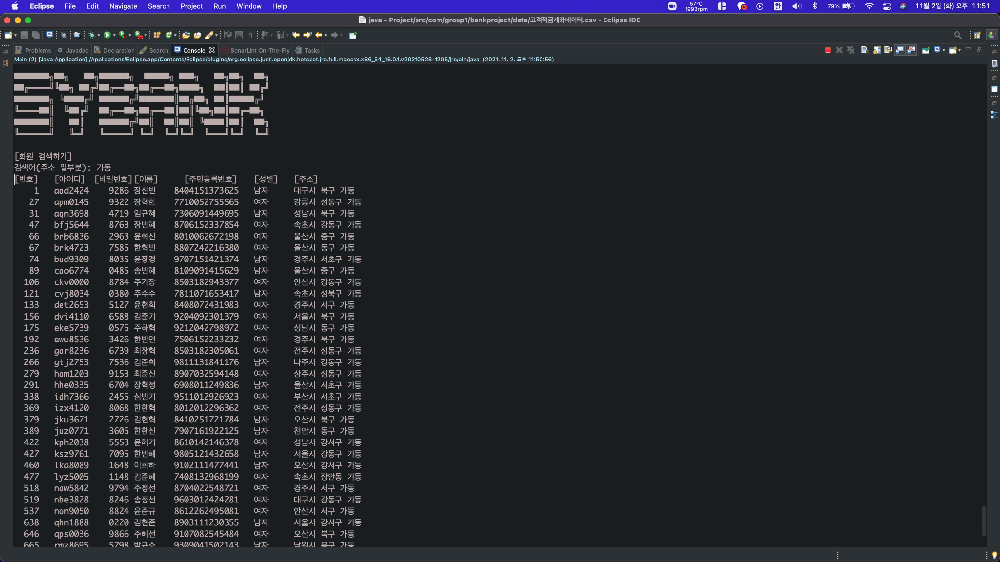 Eclipse File Edit Navigate Search Project Run Window Help 57°C 1993rpm 한 79% 11월 2일 (화) 오후 11:51
java - Project/src/com/group1/bankproject/data/고객적금계좌데이터.csv - Eclipse IDE
Problems Javadoc Declaration Search Console SonarLint On-The-Fly Tasks
Main (2) [Java Application] /Applications/Eclipse.app/Contents/Eclipse/plugins/org.eclipse.justj.openjdk.hotspot.jre.full.macosx.x86_64_16.0.1.v20210528-1205/jre/bin/java (2021. 11. 2. 오후 11:50:56)
SYBANK
[회원 검색하기]
검색어(주소 일부분): 가동
[번호] [아이디] [비밀번호] [이름] [주민등록번호] [성별] [주소]
1 aad2424 9286 장신빈 8404151373625 남자 대구시 북구 가동
27 apm0145 9322 장혁한 7710052755565 여자 강릉시 성동구 가동
31 aqn3698 4719 임규혜 7306091449695 남자 성남시 북구 가동
47 bfj5644 8763 장빈혜 8706152337854 여자 속초시 강동구 가동
66 brb6836 2963 윤혁신 8010062672198 여자 울산시 중구 가동
67 brk4723 7585 한혁빈 8807242216380 여자 울산시 동구 가동
74 bud9309 8035 윤장경 9707151421374 남자 경주시 서초구 가동
89 cao6774 0485 송빈혜 8109091415629 남자 울산시 중구 가동
106 ckv0000 8784 주기장 8503182943377 여자 안산시 강동구 가동
121 cvj8034 0380 주수수 7811071653417 남자 속초시 성북구 가동
133 det2653 5127 윤현희 8408072431983 여자 경주시 서구 가동
156 dvi4110 6588 김준기 9204092301379 여자 서울시 북구 가동
175 eke5739 0575 주하혁 9212042798972 여자 성남시 동구 가동
192 ewu8536 3426 한빈연 7506152233232 여자 경주시 북구 가동
236 gar8236 6739 최장혁 8503182305061 여자 전주시 성동구 가동
266 gtj2753 7536 김준희 9811131841176 남자 나주시 강동구 가동
279 ham1203 9153 최준신 8907032594148 여자 상주시 성동구 가동
291 hhe0335 6704 장혁정 6908011249836 남자 울산시 서초구 가동
338 idh7366 2455 심빈기 9511012926923 여자 부산시 서초구 가동
369 izx4120 8068 한한혁 8012012296362 여자 전주시 성동구 가동
379 jku3671 2726 김현혁 8410251721784 남자 오산시 북구 가동
389 juz0771 3605 한한신 7907161922125 남자 천안시 동구 가동
422 kph2038 5553 윤혜기 8610142146378 여자 성남시 강서구 가동
427 ksz9761 7095 한빈혜 9805121432658 남자 서울시 강동구 가동
460 lka8089 1648 이희하 9102111477441 남자 오산시 강서구 가동
477 lyz5005 1148 김준혜 7408132968199 여자 속초시 장안동 가동
518 naw5842 9794 주정선 8704022548721 여자 경주시 서구 가동
519 nbe3828 8246 송정선 9603012424281 여자 대구시 강동구 가동
537 non9050 8824 윤준규 8612262495081 여자 안산시 서구 가동
638 qhn1888 0220 김현준 8903111230355 남자 서울시 강서구 가동
646 qps0036 9866 주혜선 9107082545484 여자 오산시 북구 가동
665 rmz8695 5798 박규수 9309041502143 남자 남원시 북구 가동